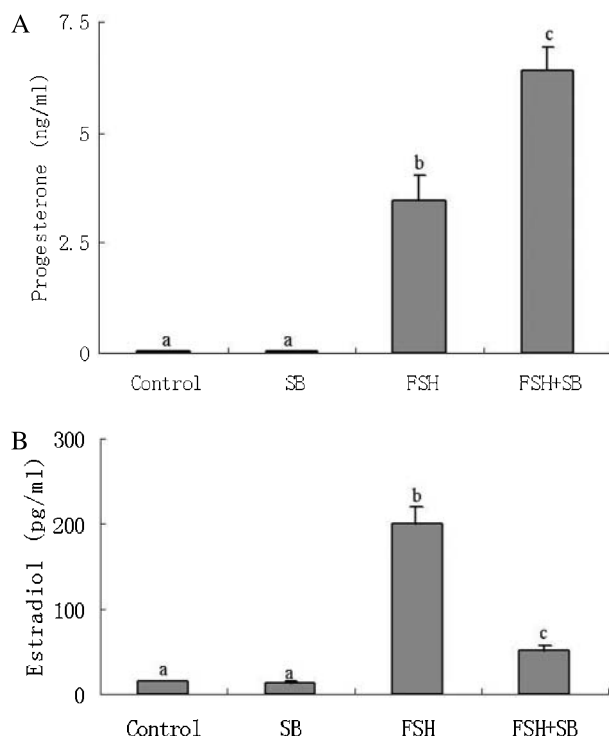 A
7.5
c
Progesterone (ng/ml)
5
b
2.5
a
a
0
Control
SB
FSH
FSH+SB
B
300
b
Estradiol (pg/ml)
200
100
c
a
a
0
Control
SB
FSH
FSH+SB